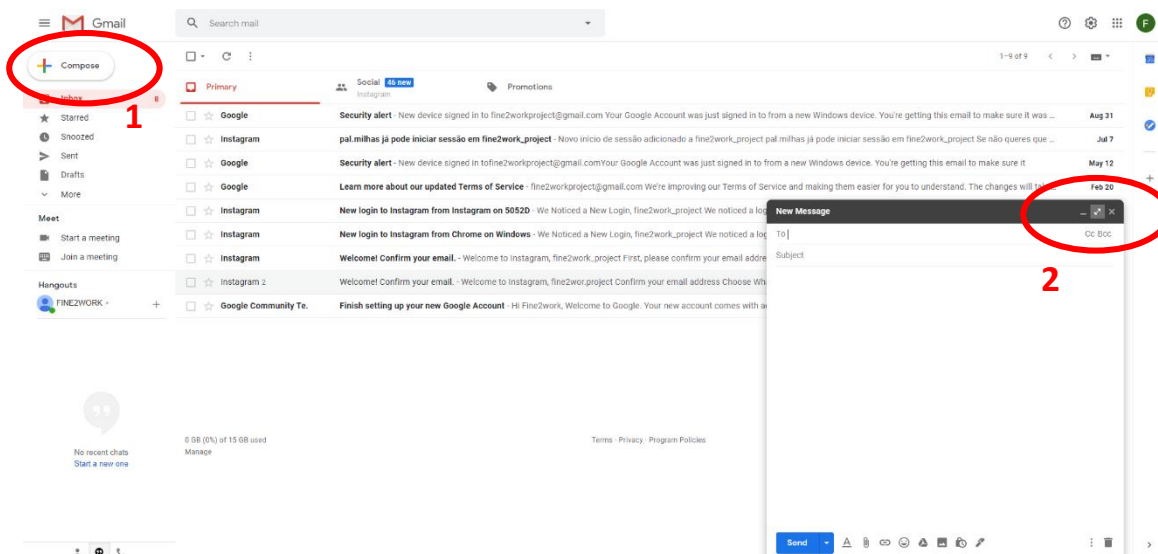 Gmail
Search mail
F
Compose
1
1–9 of 9
Inbox 8
Starred
Snoozed
Sent
Drafts
More
Meet
Start a meeting
Join a meeting
Hangouts
FINE2WORK
No recent chats
Start a new one
Primary
Social 46 new
Instagram
Promotions
Google Security alert - New device signed in to fine2workproject@gmail.com Your Google Account was just signed in to from a new Windows device. You're getting this email to make sure it was ... Aug 31
Instagram pal.milhas já pode iniciar sessão em fine2work_project - Novo início de sessão adicionado a fine2work_project pal.milhas já pode iniciar sessão em fine2work_project Se não queres que ... Jul 7
Google Security alert - New device signed in tofine2workproject@gmail.comYour Google Account was just signed in to from a new Windows device. You're getting this email to make sure it May 12
Google Learn more about our updated Terms of Service - fine2workproject@gmail.com We're improving our Terms of Service and making them easier for you to understand. The changes will Feb 20
Instagram New login to Instagram from Instagram on 5052D - We Noticed a New Login, fine2work_project We noticed a log
Instagram New login to Instagram from Chrome on Windows - We Noticed a New Login, fine2work_project We noticed a log
Instagram Welcome! Confirm your email. - Welcome to Instagram, fine2work_project First, please confirm your email addre
Instagram 2 Welcome! Confirm your email. - Welcome to Instagram, fine2wor.project Confirm your email address Choose Wh
Google Community Te. Finish setting up your new Google Account - Hi Fine2work, Welcome to Google. Your new account comes with
0 GB (0%) of 15 GB used
Manage
Terms · Privacy · Program Policies
New Message
To
Cc Bcc
Subject
2
Send